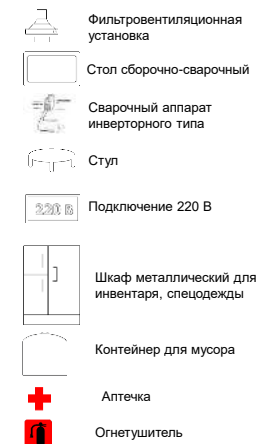 Фильтровентиляционная
установка
Стол сборочно-сварочный
Сварочный аппарат
инверторного типа
Стул
220 В
Подключение 220 В
Шкаф металлический для
инвентаря, спецодежды
Контейнер для мусора
Аптечка
Огнетушитель